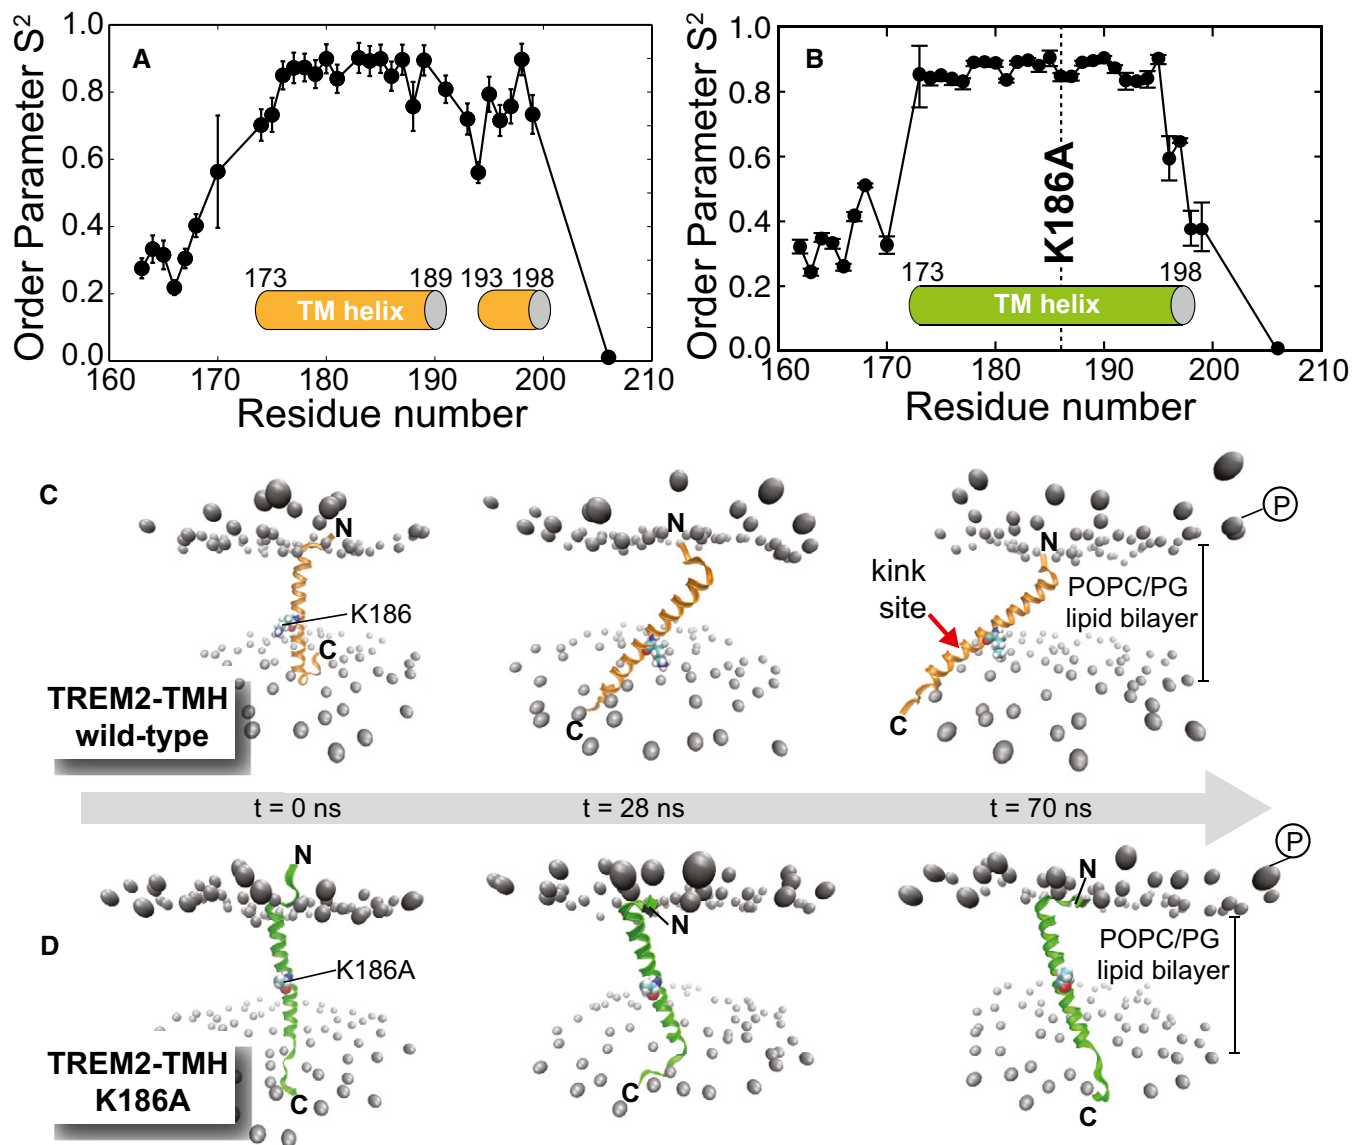 A
Order Parameter S²
1.0
0.8
0.6
0.4
0.2
0.0
173
189
193
198
TM helix
160
170
180
190
200
210
Residue number
B
Order Parameter S²
1.0
0.8
0.6
0.4
0.2
0.0
K186A
173
198
TM helix
160
170
180
190
200
210
Residue number
C
N
K186
C
TREM2-TMH
wild-type
N
C
kink
site
N
C
P
POPC/PG
lipid bilayer
t = 0 ns
t = 28 ns
t = 70 ns
D
N
K186A
C
TREM2-TMH
K186A
N
C
N
C
P
POPC/PG
lipid bilayer